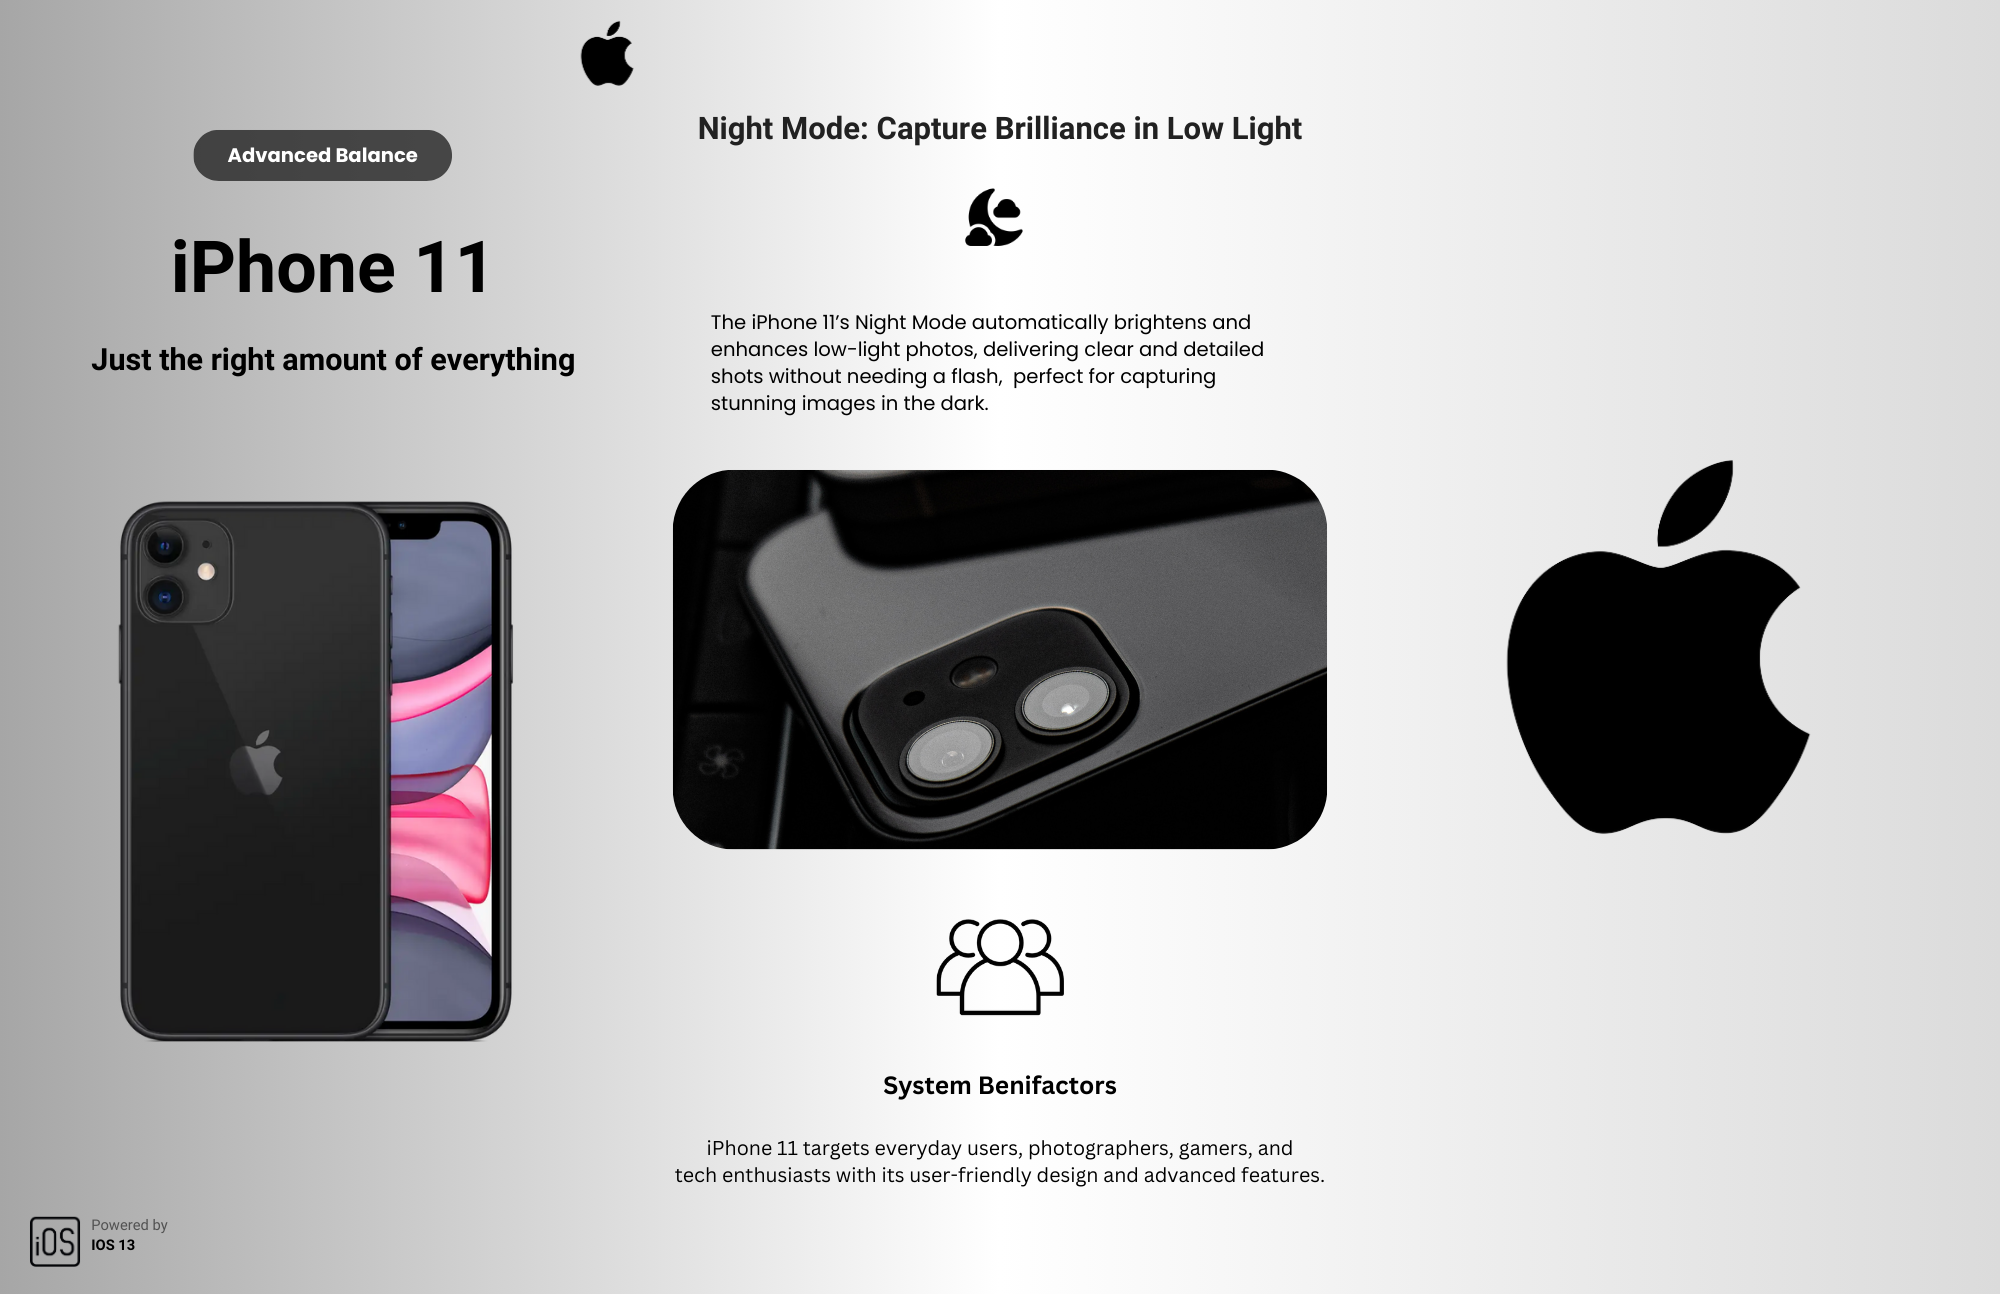 Advanced Balance
iPhone 11
Just the right amount of everything
iOS
Powered by
IOS 13
Night Mode: Capture Brilliance in Low Light
The iPhone 11’s Night Mode automatically brightens and
enhances low-light photos, delivering clear and detailed
shots without needing a flash,  perfect for capturing
stunning images in the dark.
System Benifactors
iPhone 11 targets everyday users, photographers, gamers, and
tech enthusiasts with its user-friendly design and advanced features.